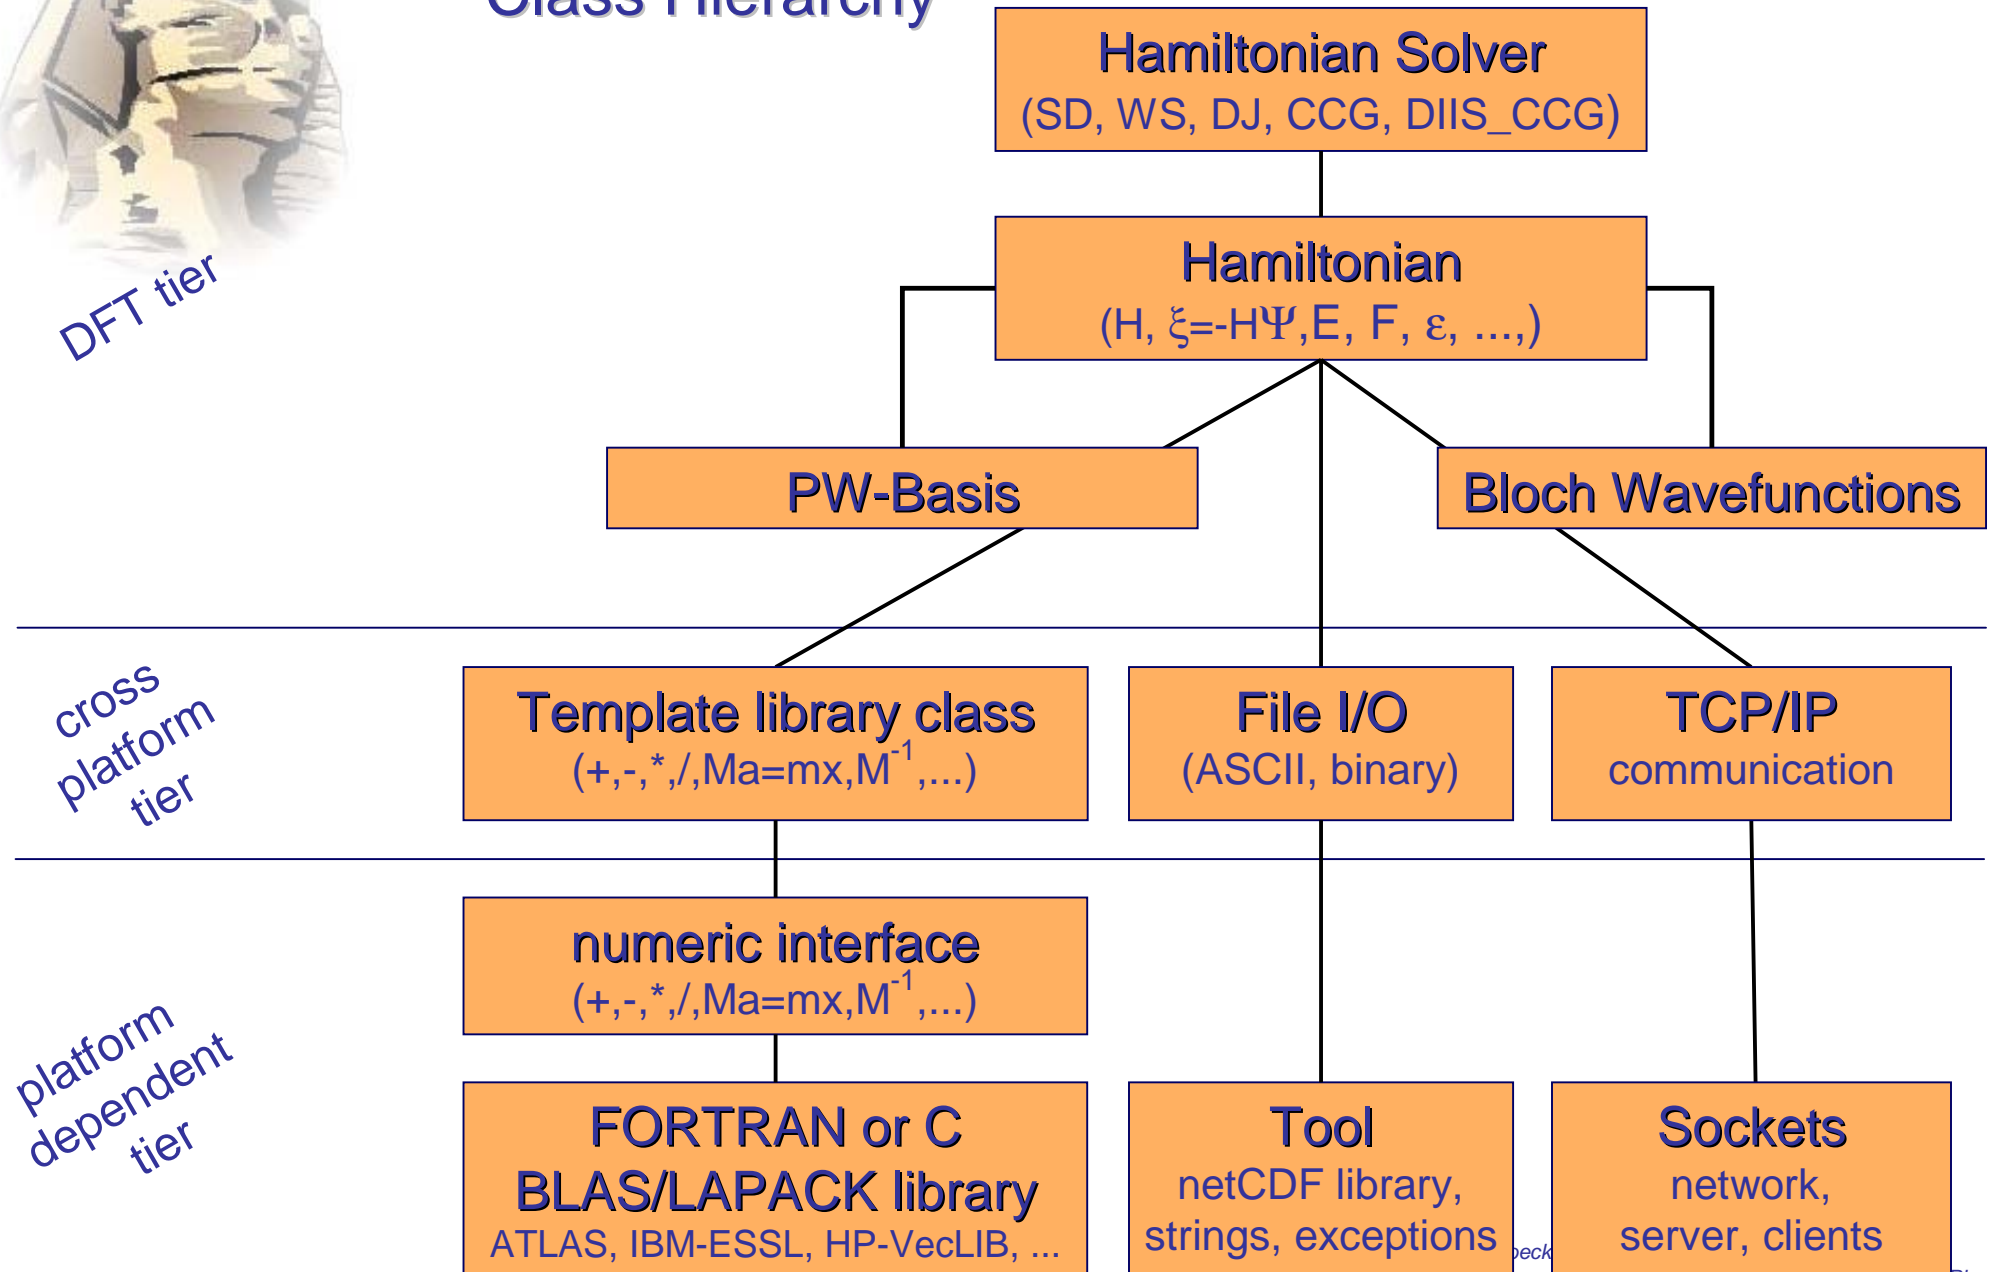 Class Hierarchy
Hamiltonian Solver
(SD, WS, DJ, CCG, DIIS_CCG)
Hamiltonian
(H, ξ=-HΨ,E, F, ε, ...,)
DFT tier
PW-Basis
Bloch Wavefunctions
cross
platform
tier
Template library class
(+,-,*,/,Ma=mx,M⁻¹,...)
File I/O
(ASCII, binary)
TCP/IP
communication
platform
dependent
tier
numeric interface
(+,-,*,/,Ma=mx,M⁻¹,...)
FORTRAN or C
BLAS/LAPACK library
ATLAS, IBM-ESSL, HP-VecLIB, ...
Tool
netCDF library,
strings, exceptions
Sockets
network,
server, clients